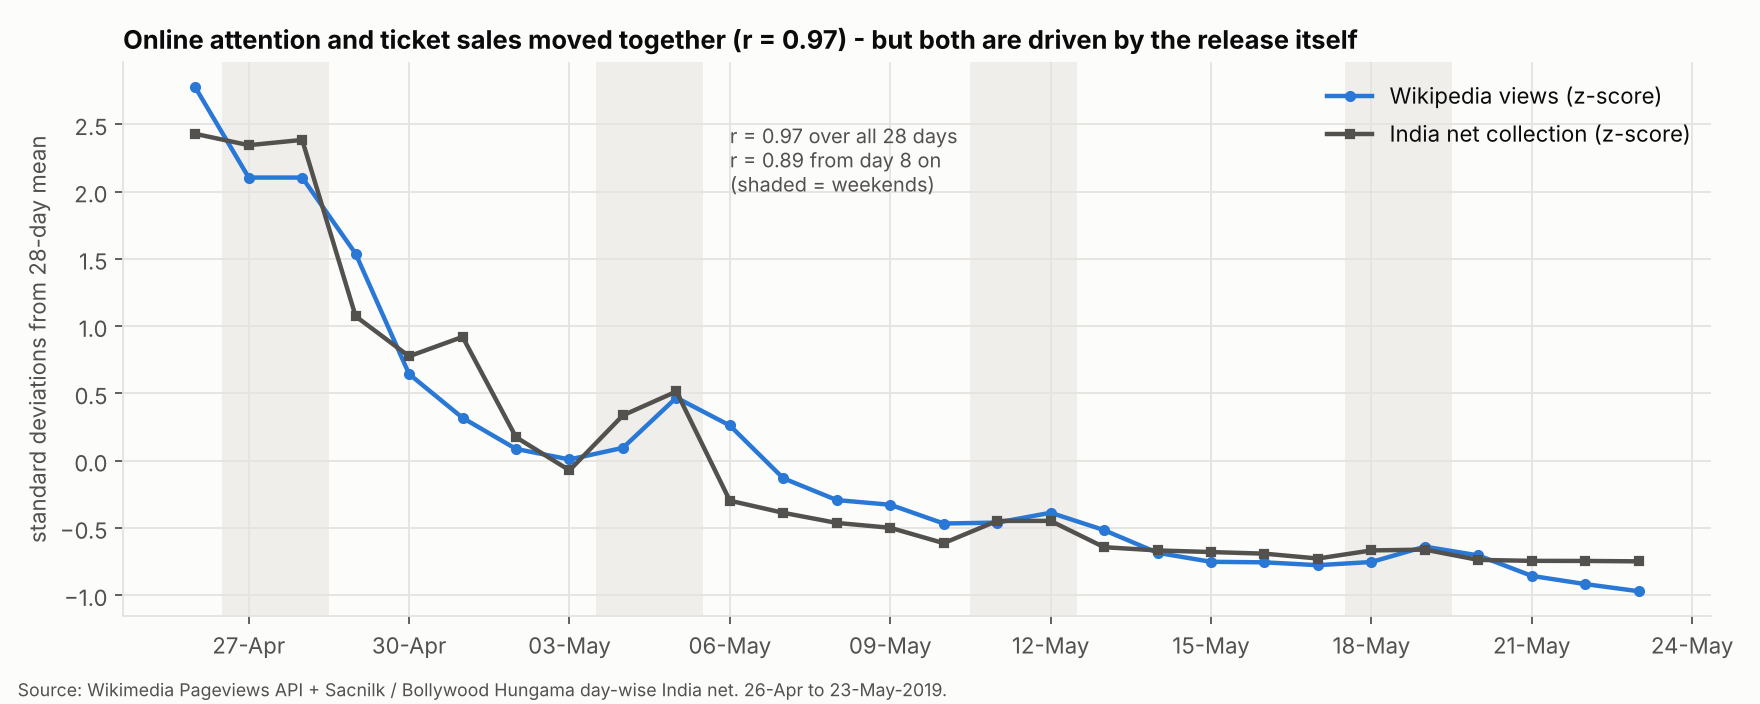 Online attention and ticket sales moved together (r = 0.97) - but both are driven by the release itself
Wikipedia views (z-score)
India net collection (z-score)
r = 0.97 over all 28 days
r = 0.89 from day 8 on
(shaded = weekends)
standard deviations from 28-day mean
2.5
2.0
1.5
1.0
0.5
0.0
−0.5
−1.0
27-Apr 30-Apr 03-May 06-May 09-May 12-May 15-May 18-May 21-May 24-May
Source: Wikimedia Pageviews API + Sacnilk / Bollywood Hungama day-wise India net. 26-Apr to 23-May-2019.